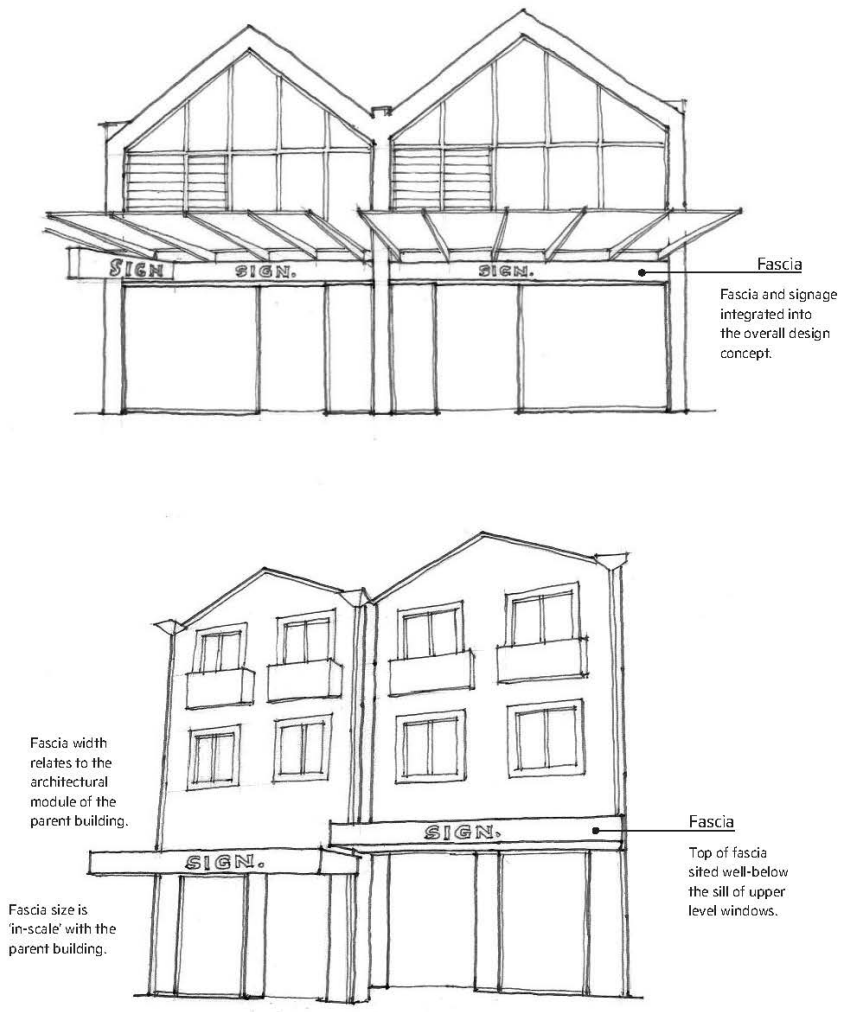 SIGN
SIGN.
SIGN.
Fascia
Fascia and signage
integrated into
the overall design
concept.
Fascia width
relates to the
architectural
module of the
parent building.
SIGN.
Fascia
SIGN.
Top of fascia
sited well-below
the sill of upper
level windows.
Fascia size is
'in-scale' with the
parent building.